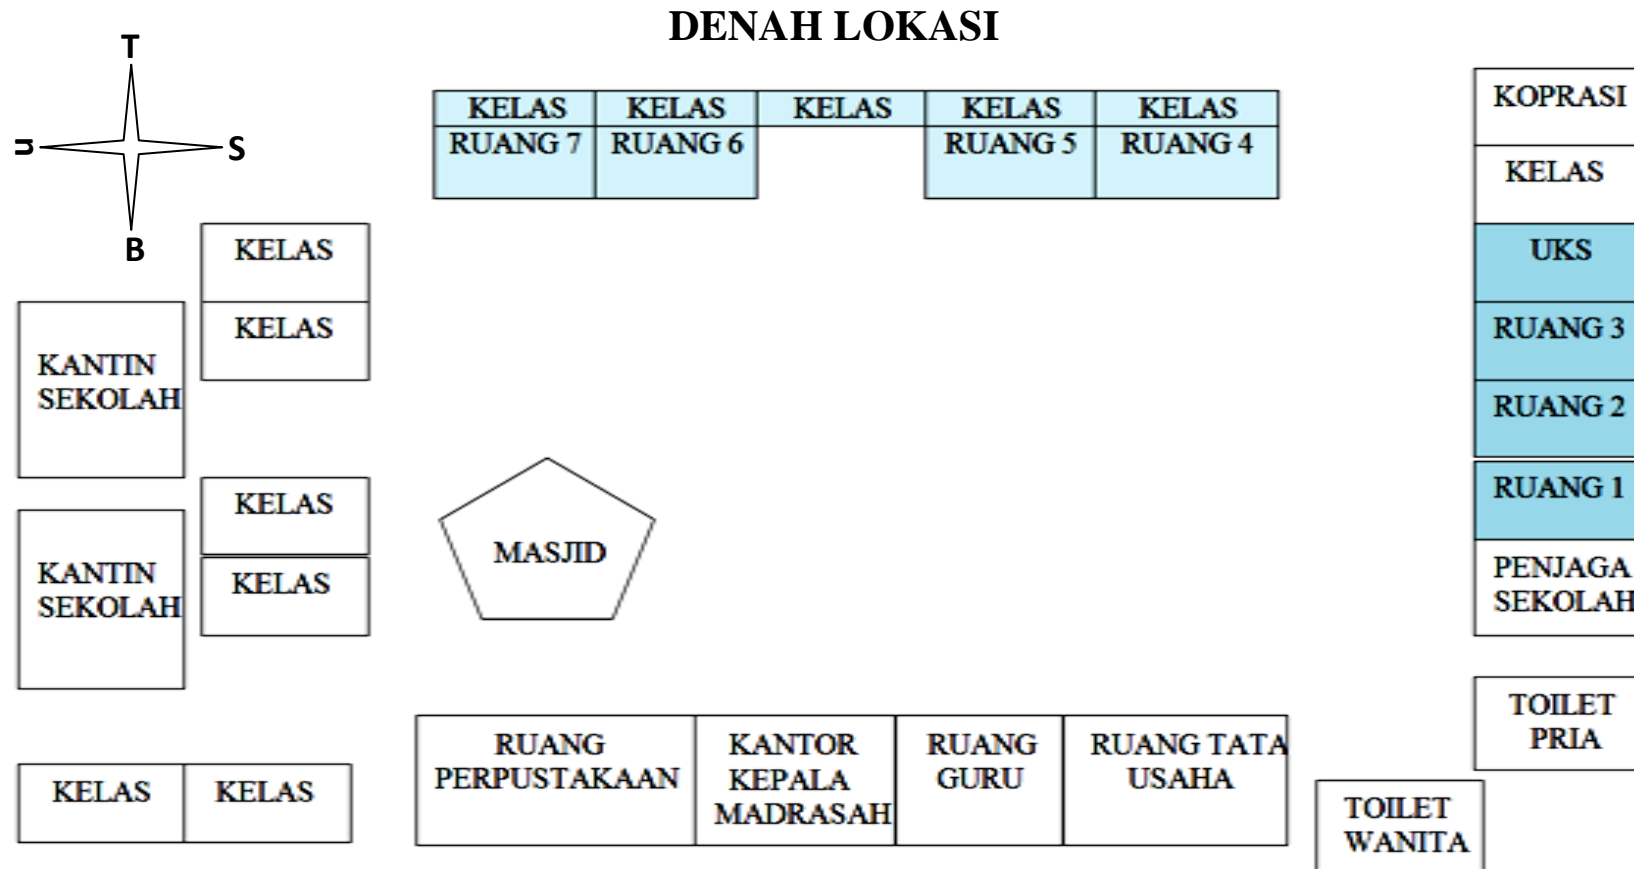 DENAH LOKASI
T
u
S
B
KELAS
KELAS
KELAS
KELAS
KELAS
RUANG 7
RUANG 6
RUANG 5
RUANG 4
KOPRASI
KELAS
UKS
RUANG 3
RUANG 2
RUANG 1
PENJAGA
SEKOLAH
TOILET
PRIA
KELAS
KELAS
KANTIN
SEKOLAH
KELAS
KELAS
KANTIN
SEKOLAH
MASJID
KELAS
KELAS
RUANG
PERPUSTAKAAN
KANTOR
KEPALA
MADRASAH
RUANG
GURU
RUANG TATA
USAHA
TOILET
WANITA